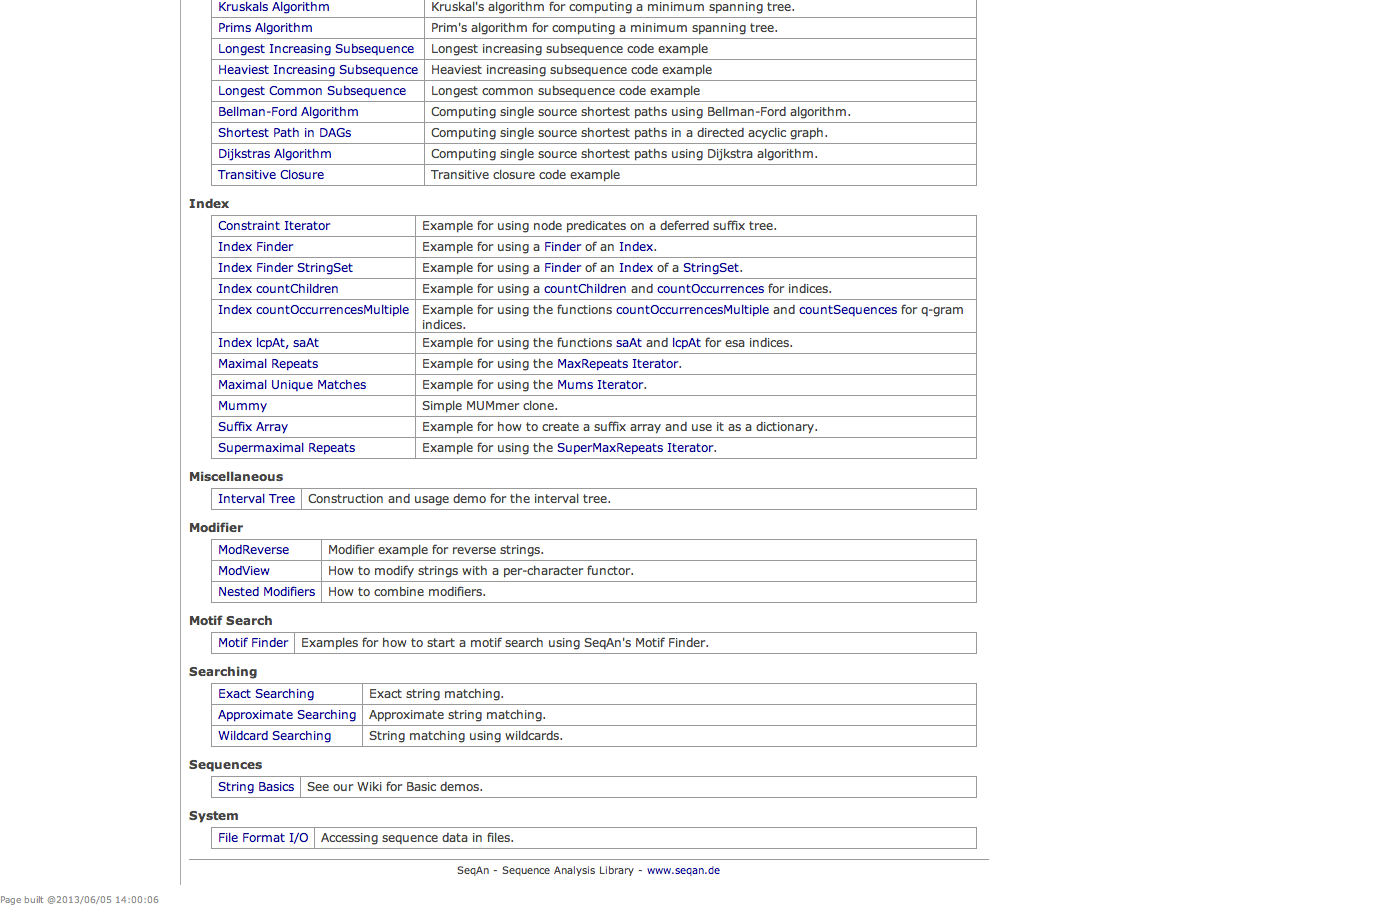 Kruskals Algorithm Kruskal's algorithm for computing a minimum spanning tree.
Prims Algorithm Prim's algorithm for computing a minimum spanning tree.
Longest Increasing Subsequence Longest increasing subsequence code example
Heaviest Increasing Subsequence Heaviest increasing subsequence code example
Longest Common Subsequence Longest common subsequence code example
Bellman-Ford Algorithm Computing single source shortest paths using Bellman-Ford algorithm.
Shortest Path in DAGs Computing single source shortest paths in a directed acyclic graph.
Dijkstras Algorithm Computing single source shortest paths using Dijkstra algorithm.
Transitive Closure Transitive closure code example
Index
Constraint Iterator Example for using node predicates on a deferred suffix tree.
Index Finder Example for using a Finder of an Index.
Index Finder StringSet Example for using a Finder of an Index of a StringSet.
Index countChildren Example for using a countChildren and countOccurrences for indices.
Index countOccurrencesMultiple Example for using the functions countOccurrencesMultiple and countSequences for q-gram
indices.
Index lcpAt, saAt Example for using the functions saAt and lcpAt for esa indices.
Maximal Repeats Example for using the MaxRepeats Iterator.
Maximal Unique Matches Example for using the Mums Iterator.
Mummy Simple MUMmer clone.
Suffix Array Example for how to create a suffix array and use it as a dictionary.
Supermaximal Repeats Example for using the SuperMaxRepeats Iterator.
Miscellaneous
Interval Tree Construction and usage demo for the interval tree.
Modifier
ModReverse Modifier example for reverse strings.
ModView How to modify strings with a per-character functor.
Nested Modifiers How to combine modifiers.
Motif Search
Motif Finder Examples for how to start a motif search using SeqAn's Motif Finder.
Searching
Exact Searching Exact string matching.
Approximate Searching Approximate string matching.
Wildcard Searching String matching using wildcards.
Sequences
String Basics See our Wiki for Basic demos.
System
File Format I/O Accessing sequence data in files.
SeqAn - Sequence Analysis Library - www.seqan.de
Page built @2013/06/05 14:00:06